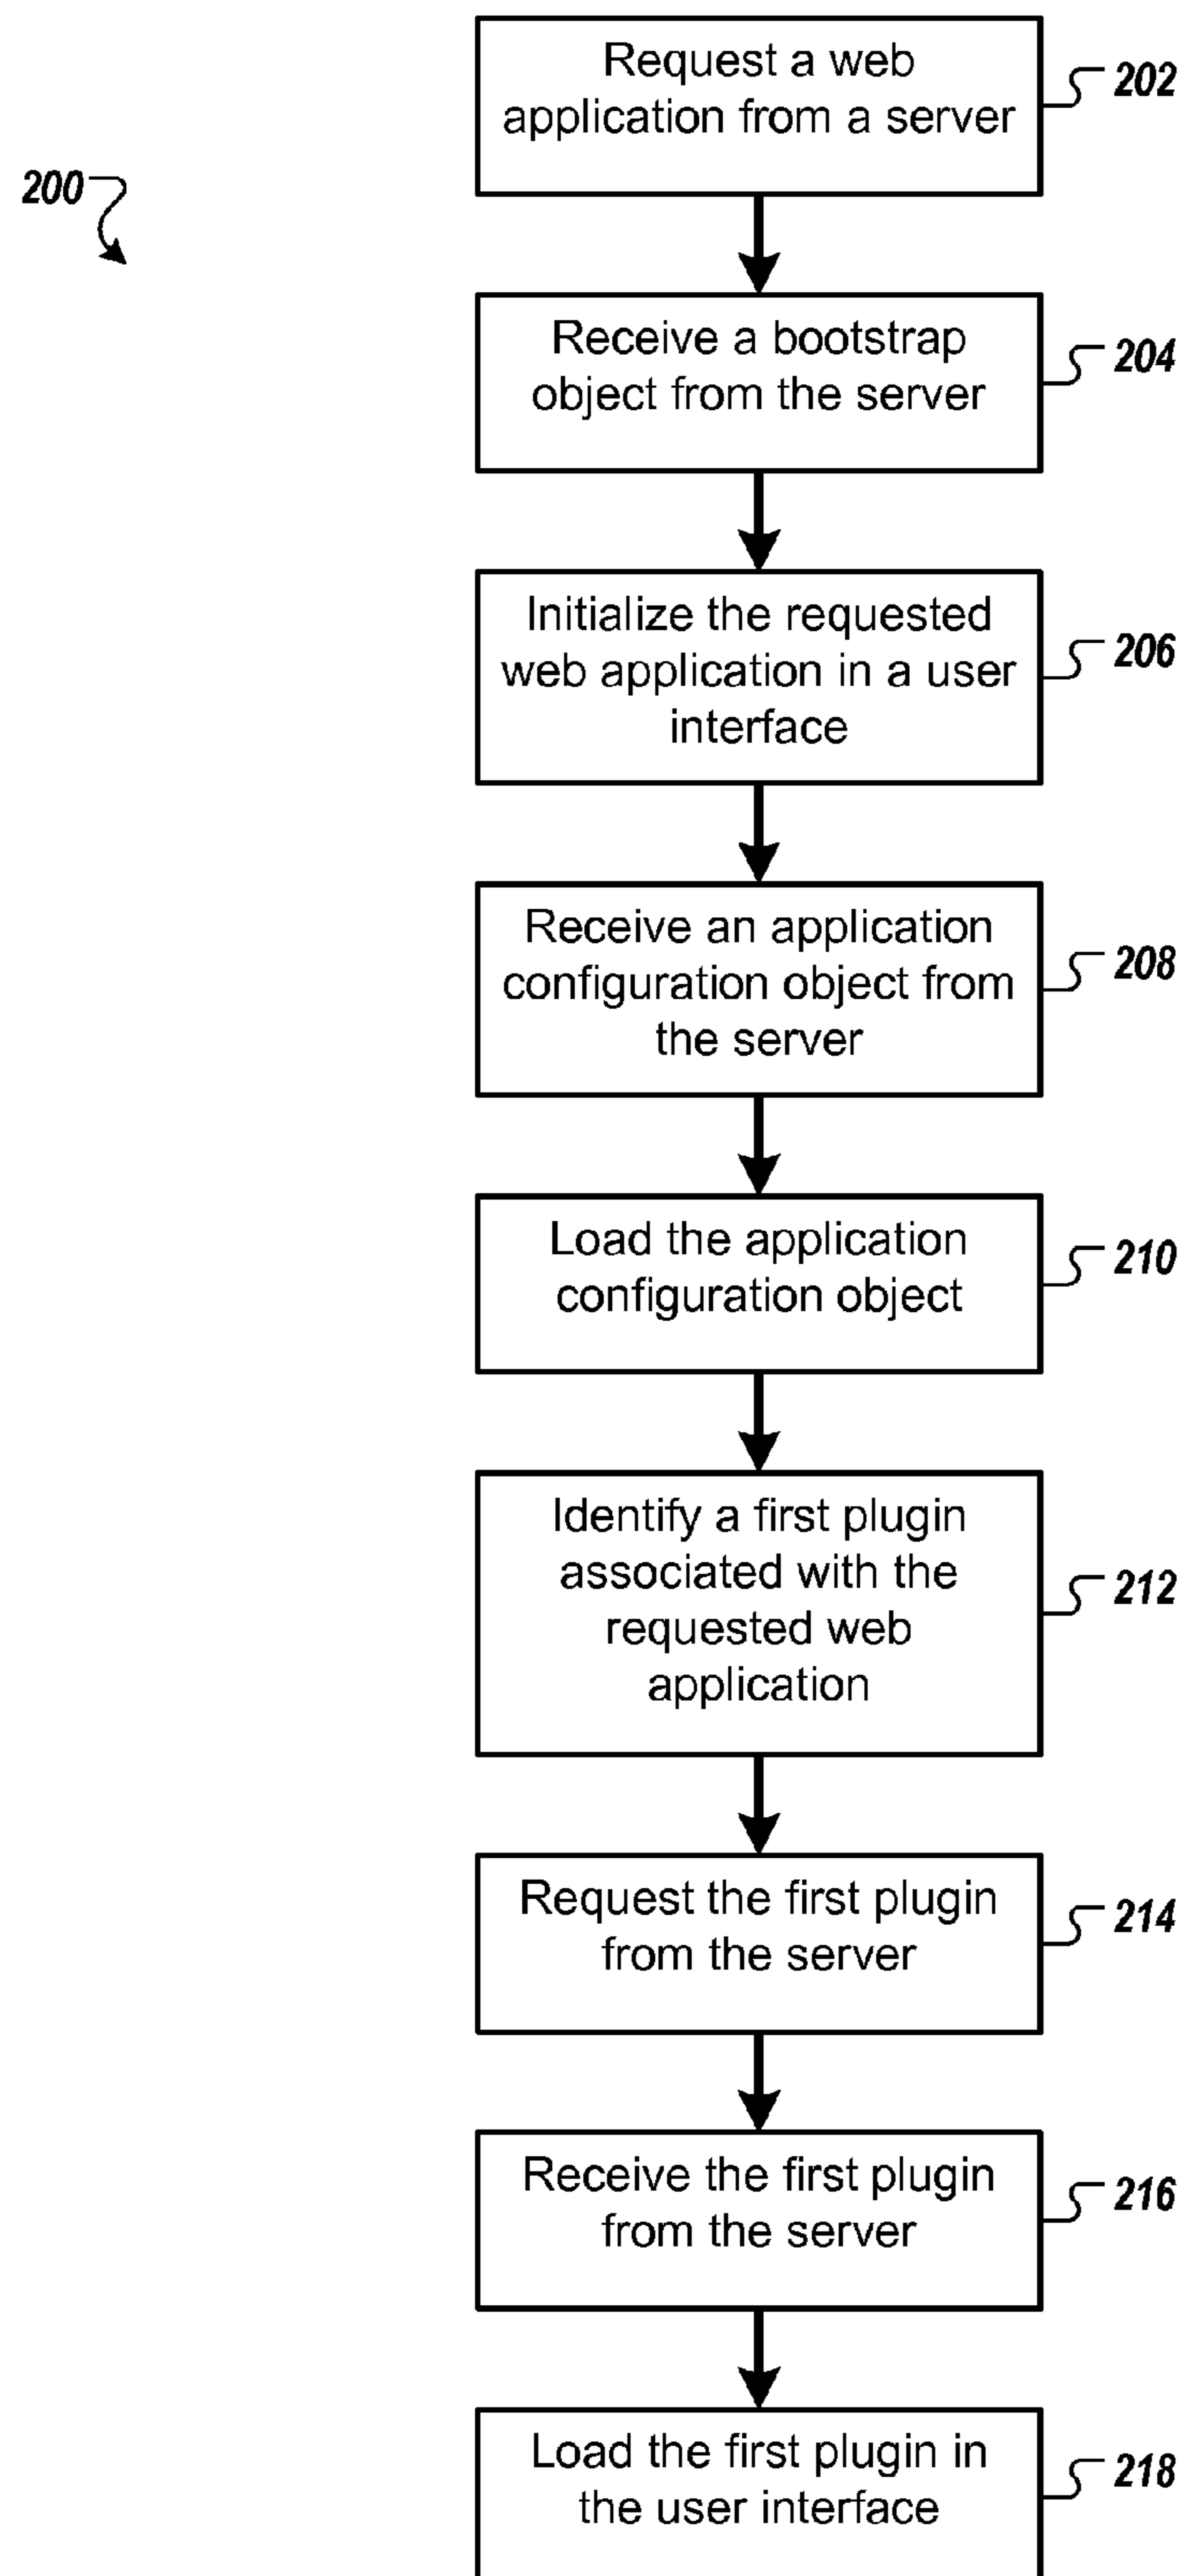 Request a web
application from a server
202
200
Receive a bootstrap
object from the server
204
Initialize the requested
web application in a user
interface
206
Receive an application
configuration object from
the server
208
Load the application
configuration object
210
Identify a first plugin
associated with the
requested web
application
212
Request the first plugin
from the server
214
Receive the first plugin
from the server
216
Load the first plugin in
the user interface
218